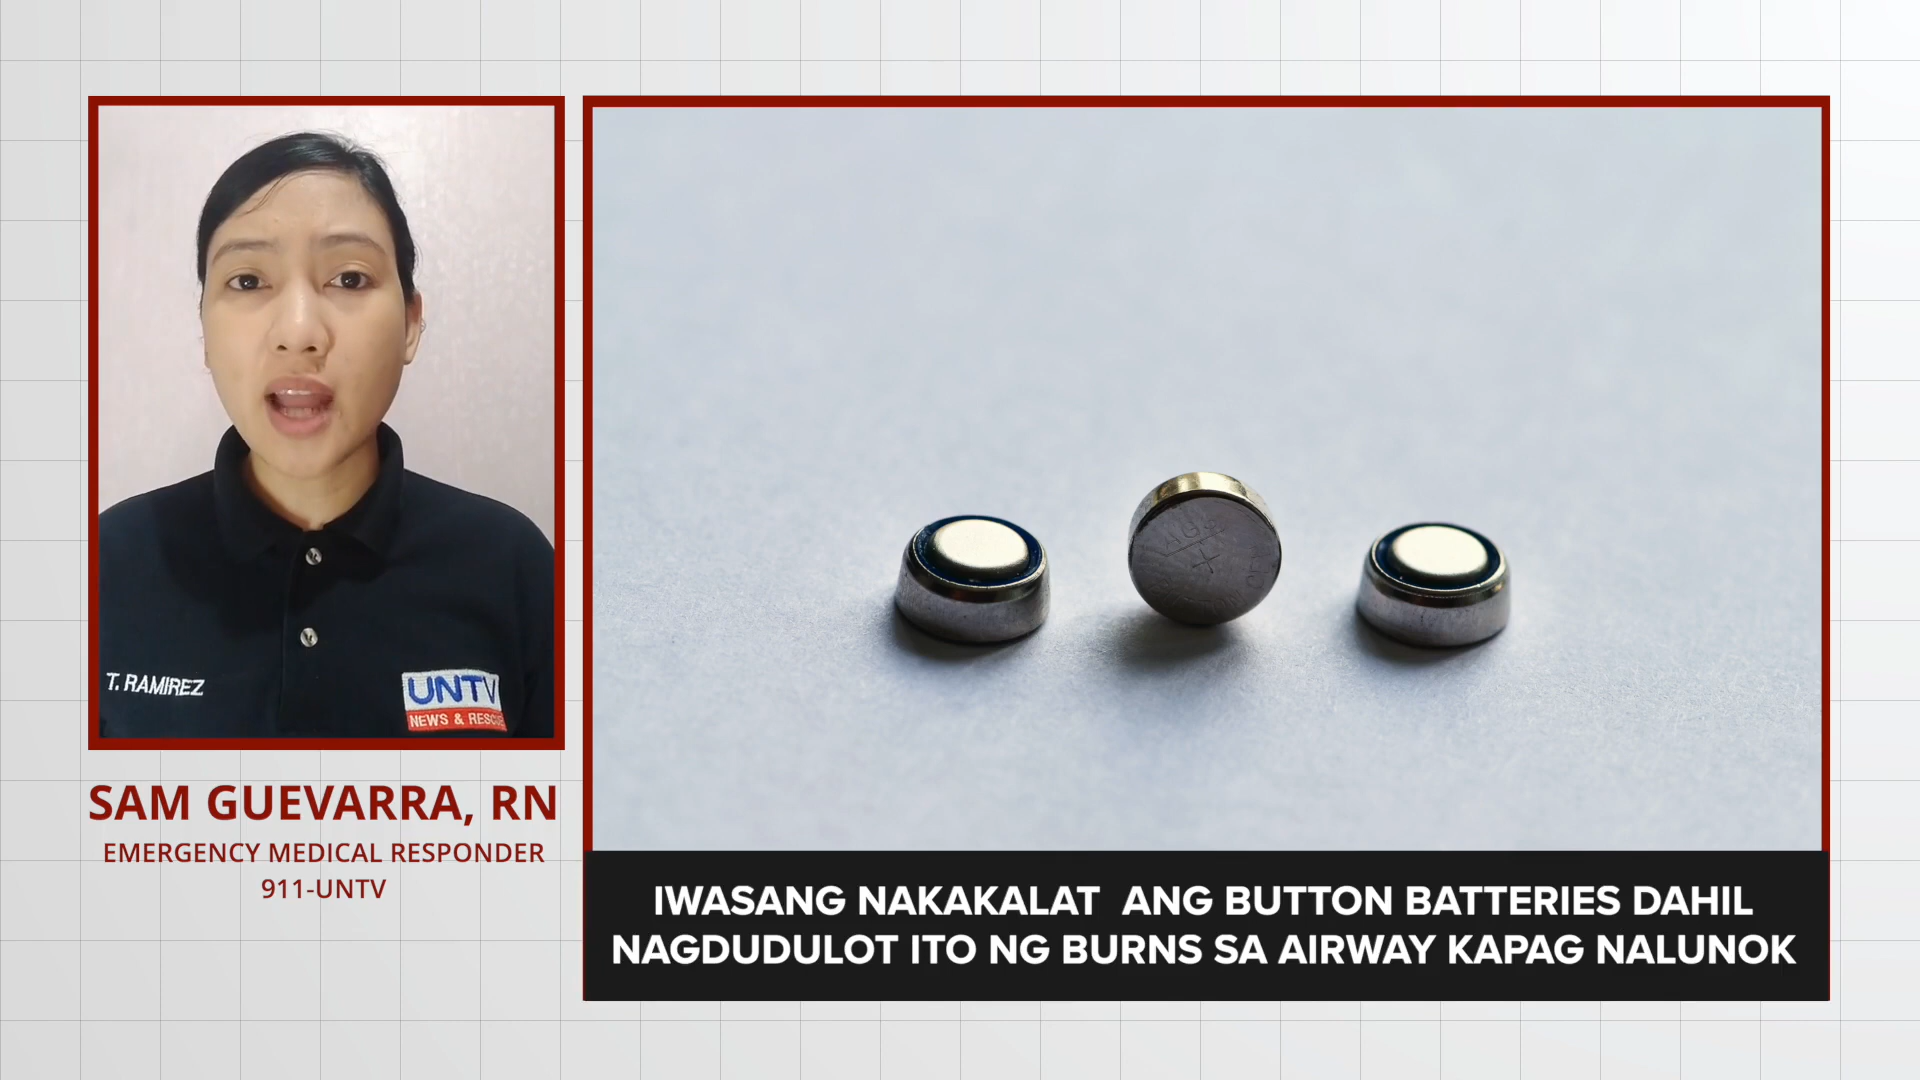 T. RAMIREZ
UNTV
NEWS & RESCUE
SAM GUEVARRA, RN
EMERGENCY MEDICAL RESPONDER
911-UNTV
IWASANG NAKAKALAT ANG BUTTON BATTERIES DAHIL
NAGDUDULOT ITO NG BURNS SA AIRWAY KAPAG NALUNOK